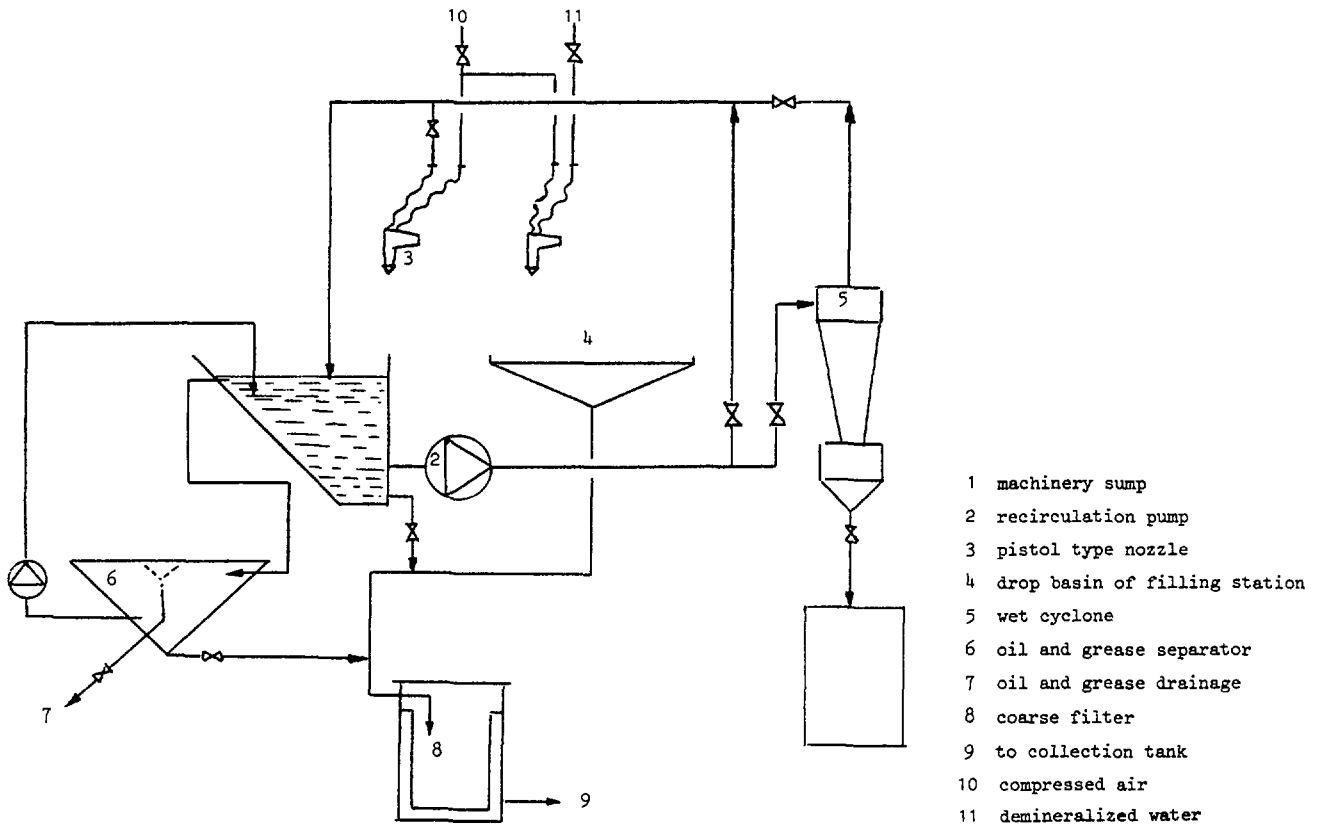 10
11
3
5
4
2
6
7
8
9
1 machinery sump
2 recirculation pump
3 pistol type nozzle
4 drop basin of filling station
5 wet cyclone
6 oil and grease separator
7 oil and grease drainage
8 coarse filter
9 to collection tank
10 compressed air
11 demineralized water